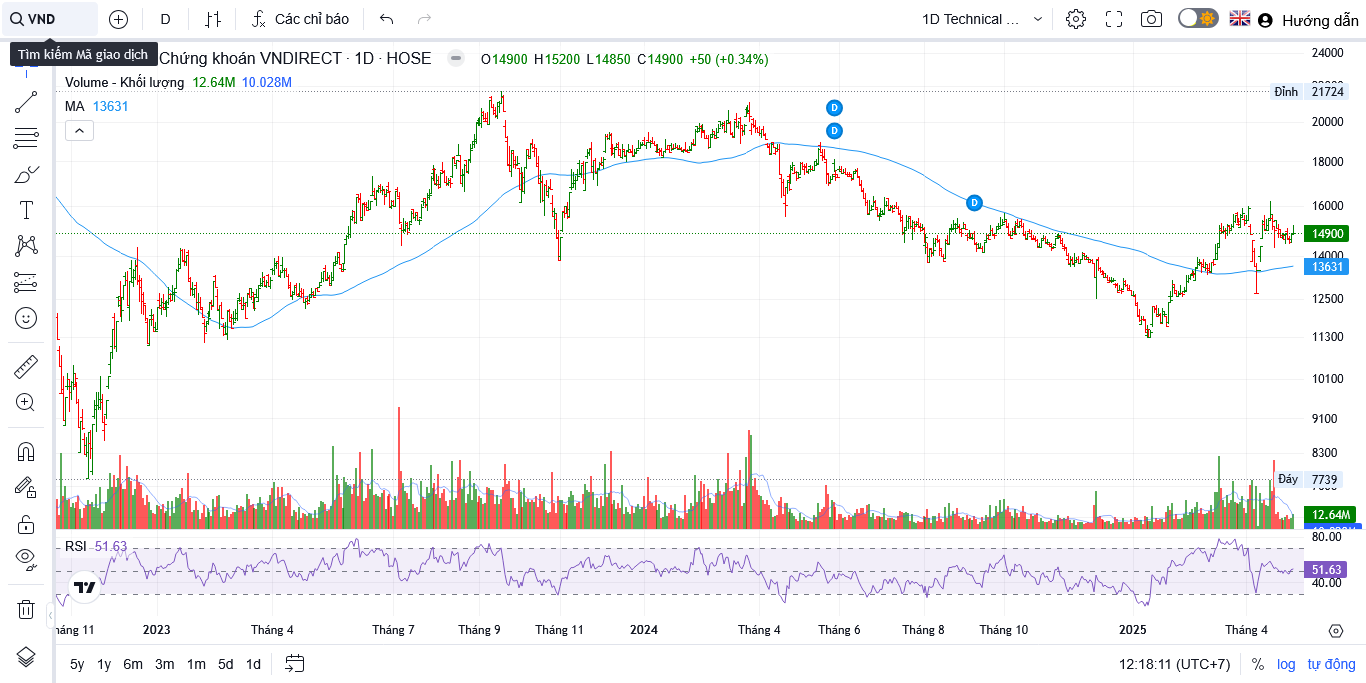 VND
D
Các chỉ báo
1D Technical ...
Hướng dẫn
Tìm kiếm Mã giao dịch
Chứng khoán VNDIRECT · 1D · HOSE
O14900 H15200 L14850 C14900 +50 (+0.34%)
Volume - Khối lượng 12.64M 10.028M
MA 13631
24000
Đỉnh 21724
D
D
20000
18000
D
16000
14900
14000
13631
12500
11300
10100
9100
8300
Đáy 7739
12.64M
RSI 51.63
80.00
51.63
40.00
háng 11 2023 Tháng 4 Tháng 7 Tháng 9 Tháng 11 2024 Tháng 4 Tháng 6 Tháng 8 Tháng 10 2025 Tháng 4
5y 1y 6m 3m 1m 5d 1d
12:18:11 (UTC+7) % log tự động